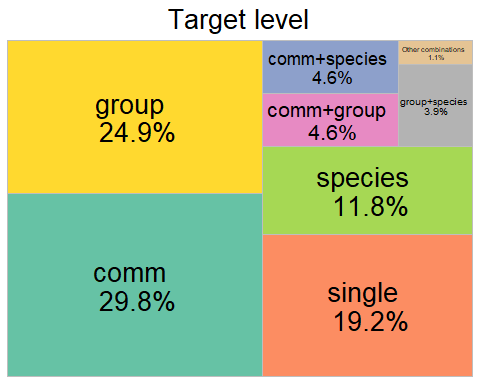 Target level
group
24.9%
comm
29.8%
comm+species
4.6%
comm+group
4.6%
Other combinations
1.1%
group+species
3.9%
species
11.8%
single
19.2%